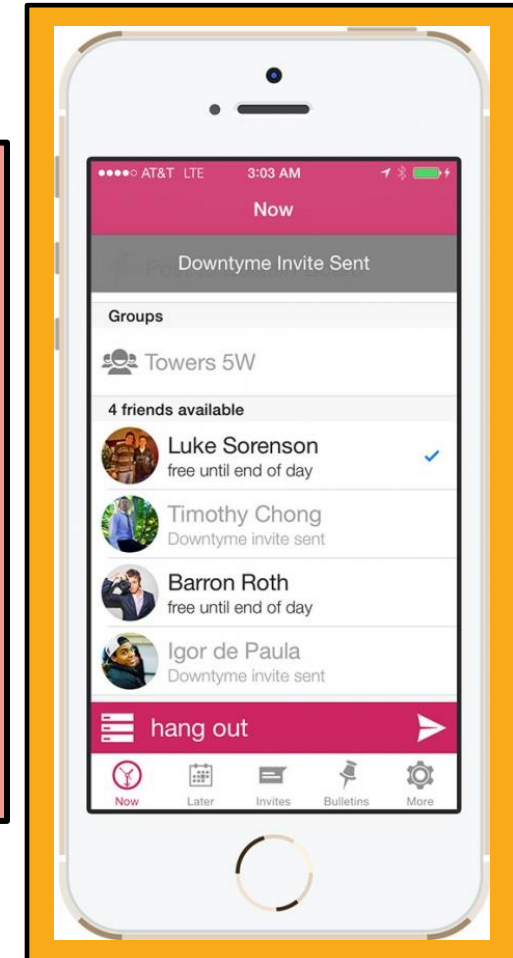 AT&T LTE 3:03 AM
Now
Downtyme Invite Sent
Groups
Towers 5W
4 friends available
Luke Sorenson
free until end of day
Timothy Chong
Downtyme invite sent
Barron Roth
free until end of day
Igor de Paula
Downtyme invite sent
hang out
Now Later Invites Bulletins More